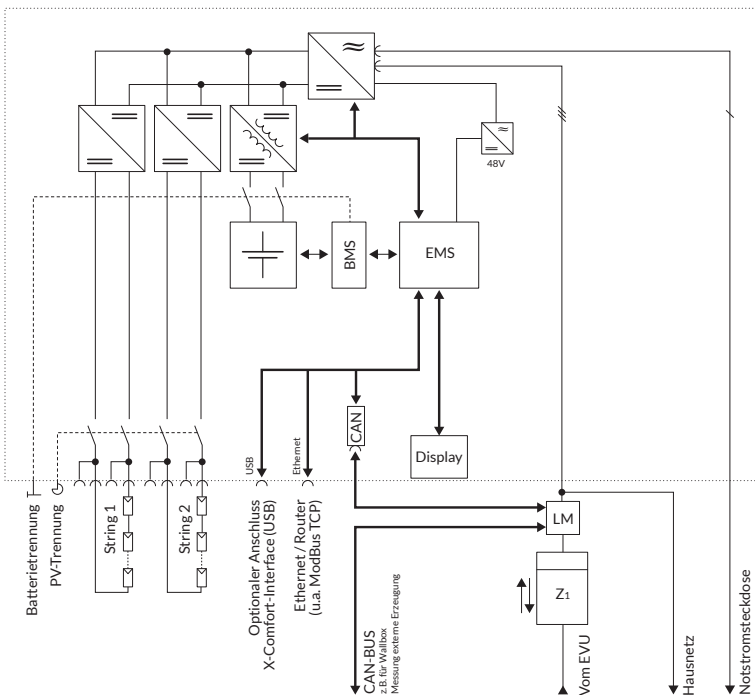 48V
BMS
EMS
USB
Ethernet
CAN
Display
Batterietrennung
PV-Trennung
String 1
String 2
Optionaler Anschluss
X-Comfort-Interface (USB)
Ethernet / Router
(u.a. ModBus TCP)
CAN-BUS
z.B. für Wallbox
Messung externe Erzeugung
LM
Z1
Vom EVU
Hausnetz
Notstromsteckdose